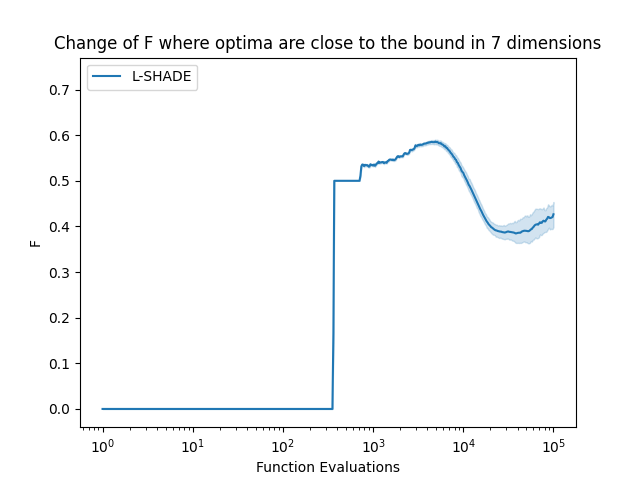 Change of F where optima are close to the bound in 7 dimensions
L-SHADE
0.7
0.6
0.5
0.4
0.3
0.2
0.1
0.0
F
10^0 10^1 10^2 10^3 10^4 10^5
Function Evaluations